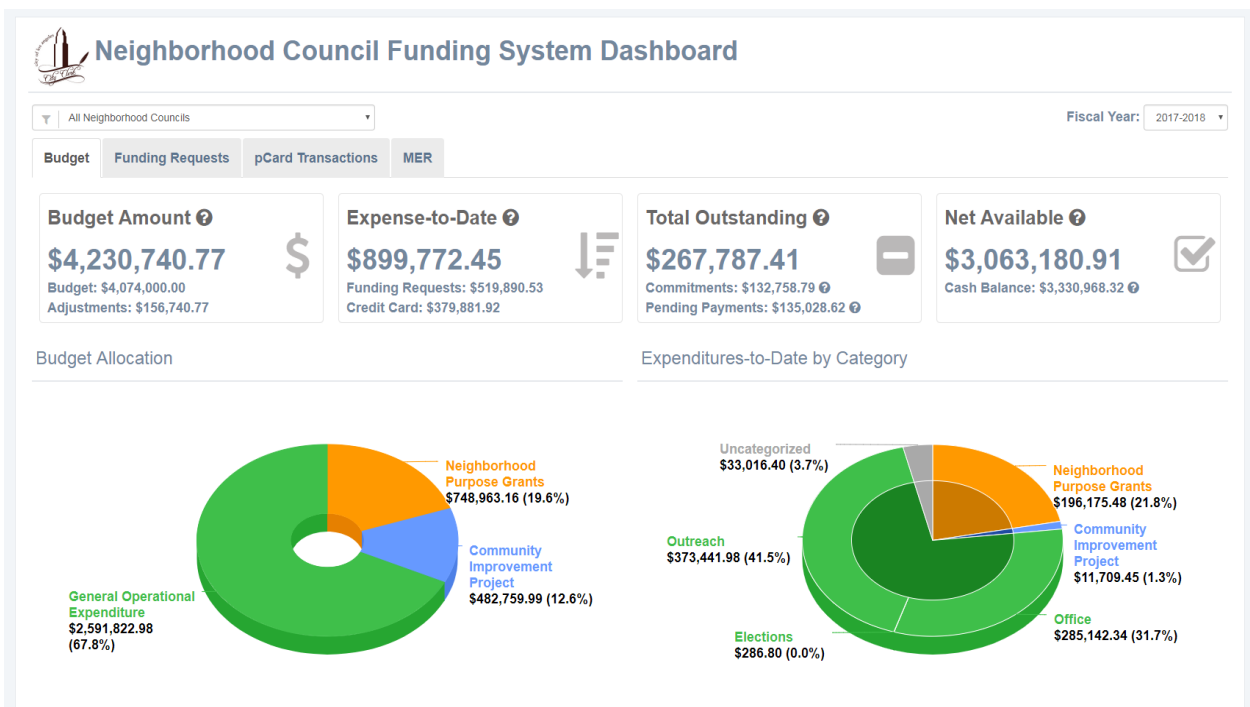 City Clerk
Neighborhood Council Funding System Dashboard
All Neighborhood Councils
Fiscal Year: 2017-2018
Budget Funding Requests pCard Transactions MER
Budget Amount
$4,230,740.77
Budget: $4,074,000.00
Adjustments: $156,740.77
Expense-to-Date
$899,772.45
Funding Requests: $519,890.53
Credit Card: $379,881.92
Total Outstanding
$267,787.41
Commitments: $132,758.79
Pending Payments: $135,028.62
Net Available
$3,063,180.91
Cash Balance: $3,330,968.32
Budget Allocation
Neighborhood
Purpose Grants
$748,963.16 (19.6%)
Community
Improvement
Project
$482,759.99 (12.6%)
General Operational
Expenditure
$2,591,822.98
(67.8%)
Expenditures-to-Date by Category
Uncategorized
$33,016.40 (3.7%)
Neighborhood
Purpose Grants
$196,175.48 (21.8%)
Community
Improvement
Project
$11,709.45 (1.3%)
Outreach
$373,441.98 (41.5%)
Office
$285,142.34 (31.7%)
Elections
$286.80 (0.0%)